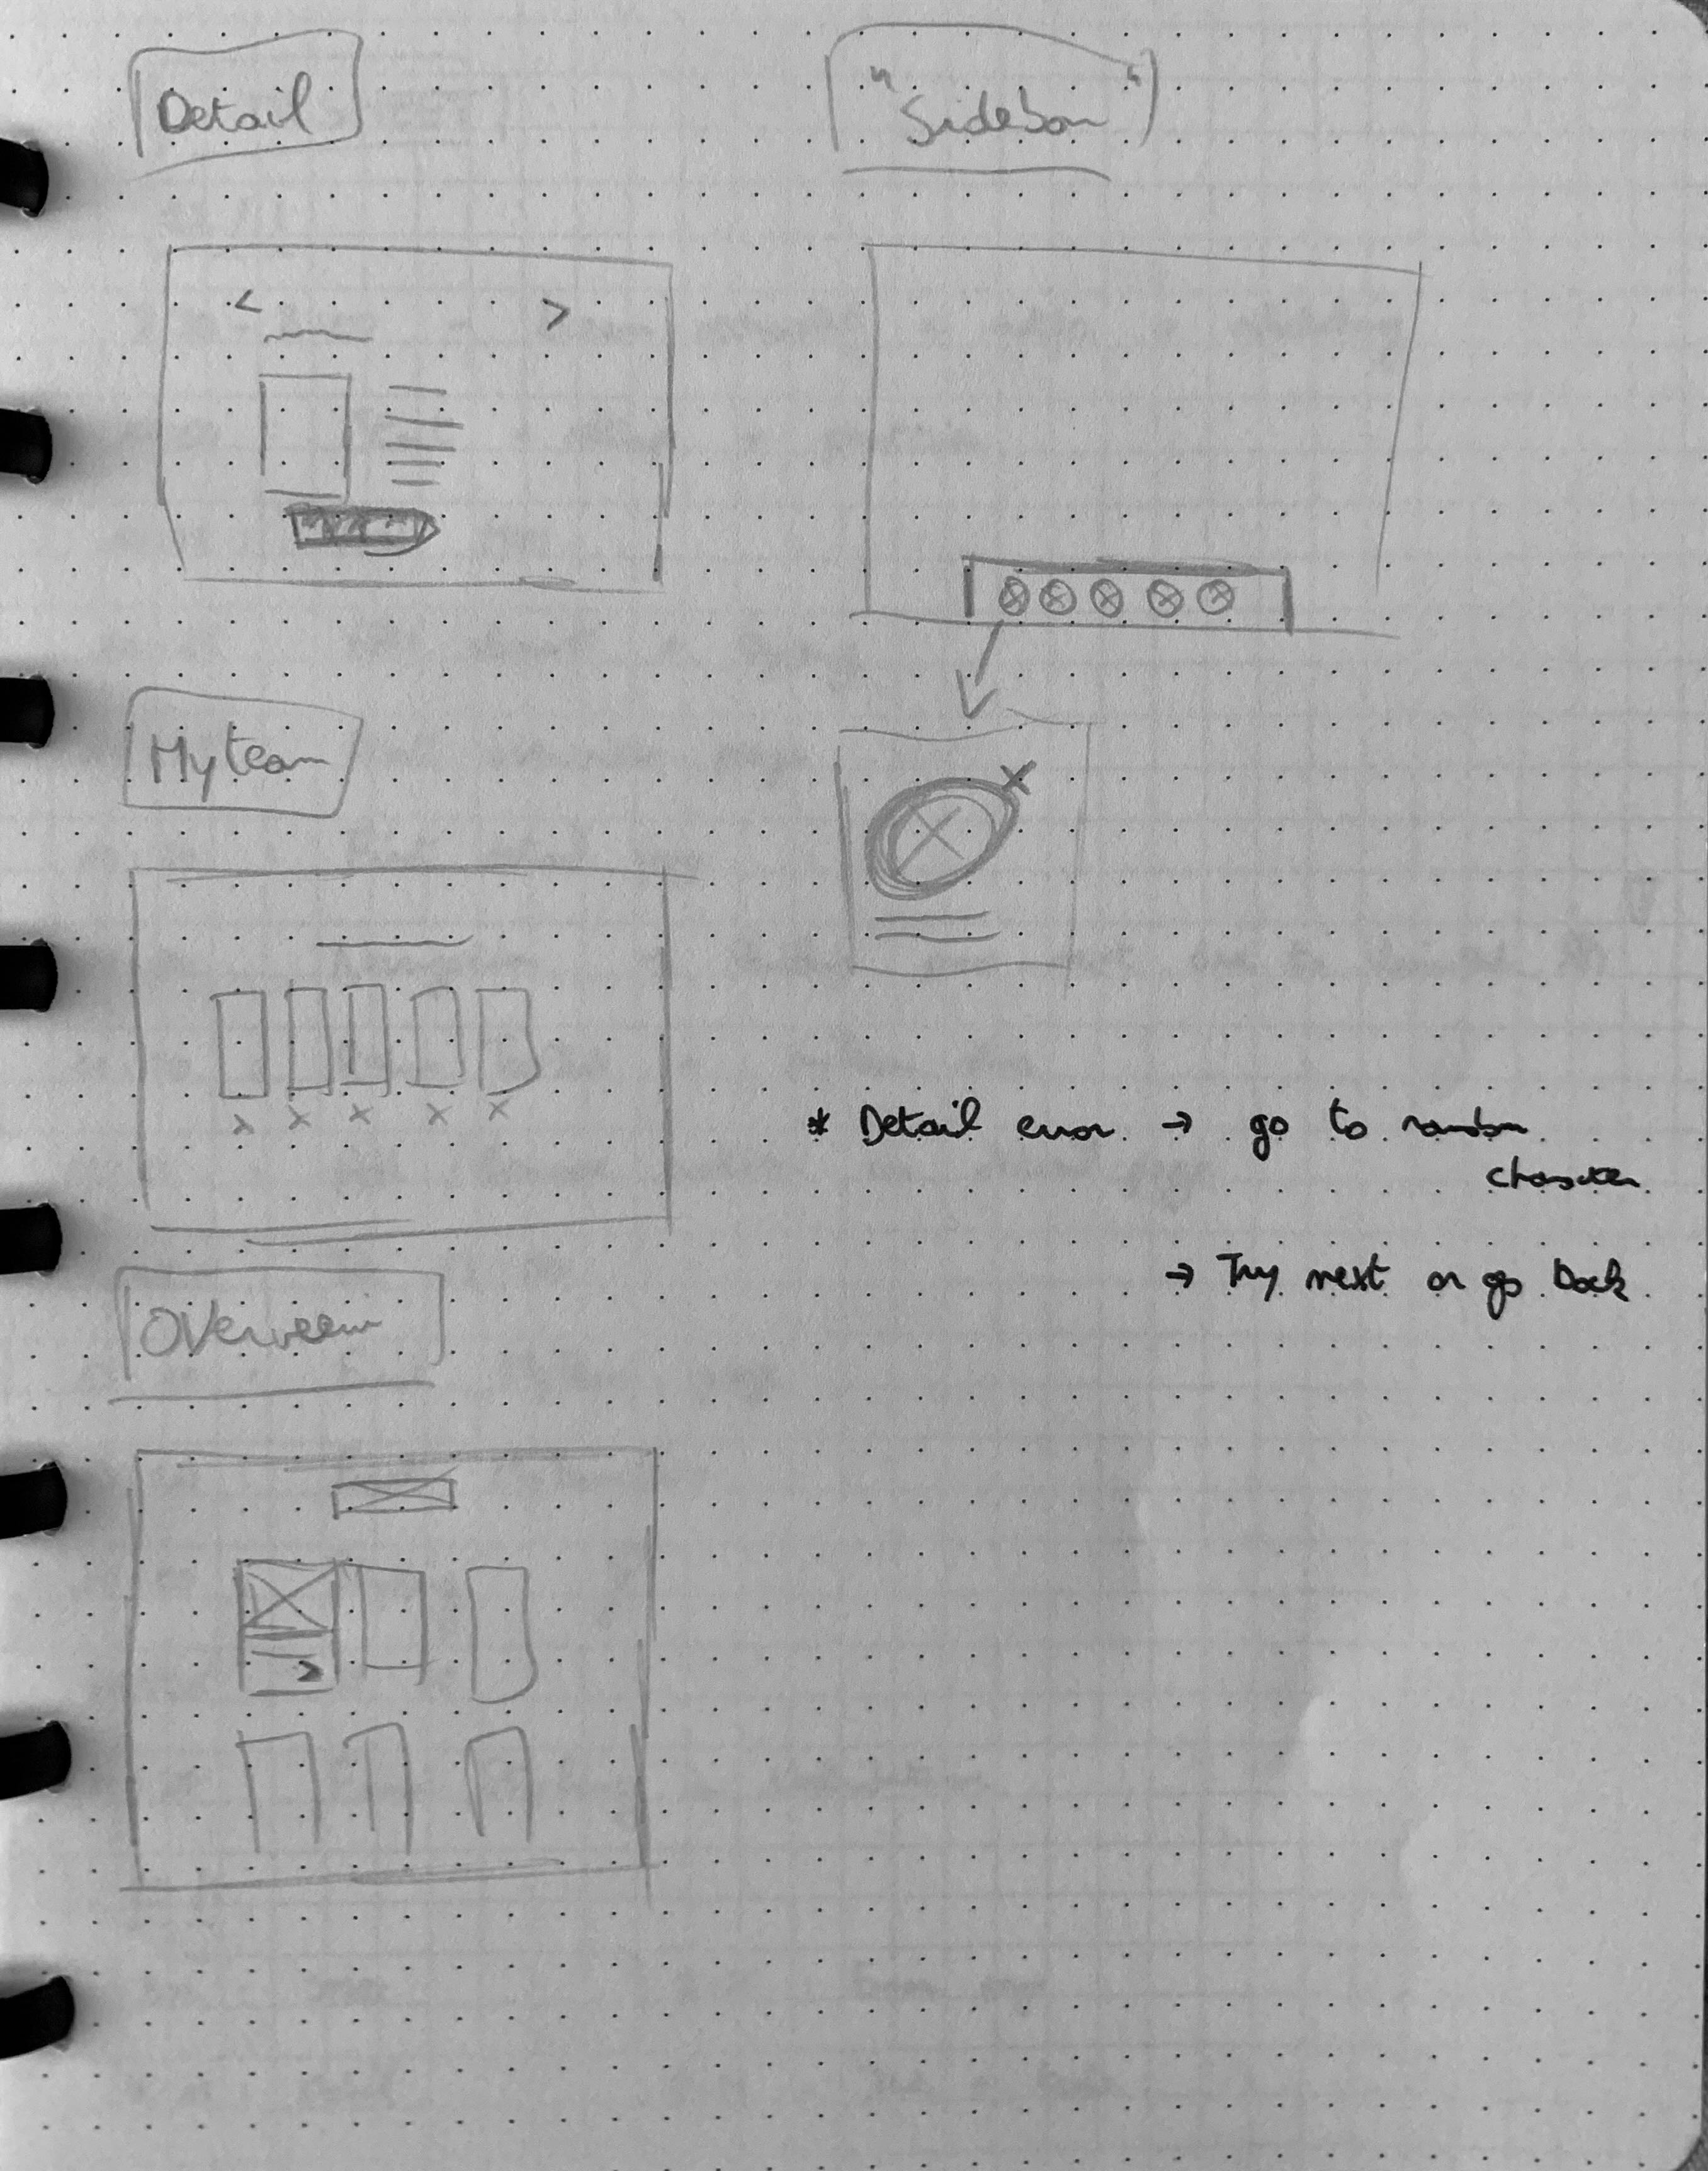 Detail
"Sidebar"
My team
* Detail error → go to random
character
→ Try next or go back
Overview